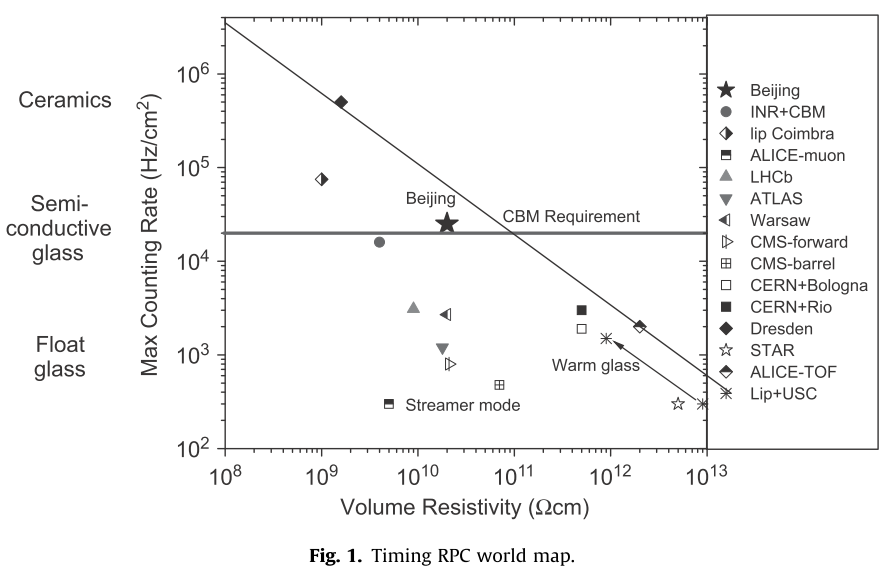 Ceramics
Semi-
conductive
glass
Float
glass
Max Counting Rate (Hz/cm²)
10⁶
10⁵
10⁴
10³
10²
Beijing
CBM Requirement
Warm glass
Streamer mode
10⁸ 10⁹ 10¹⁰ 10¹¹ 10¹² 10¹³
Volume Resistivity (Ωcm)
Beijing
INR+CBM
lip Coimbra
ALICE-muon
LHCb
ATLAS
Warsaw
CMS-forward
CMS-barrel
CERN+Bologna
CERN+Rio
Dresden
STAR
ALICE-TOF
Lip+USC
Fig. 1. Timing RPC world map.